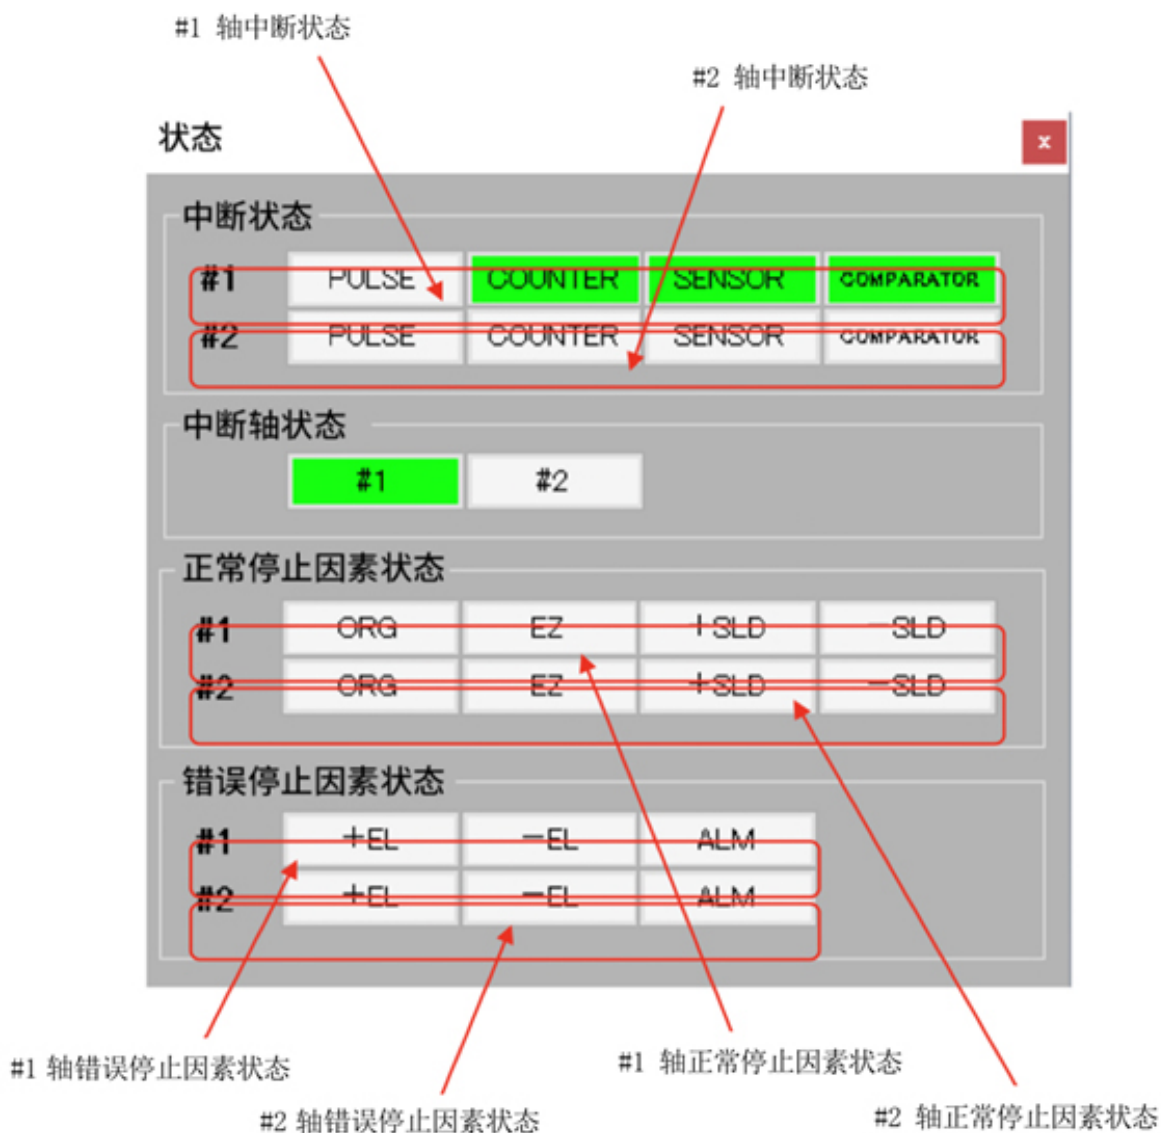 #1 轴中断状态
#2 轴中断状态
状态
x
中断状态
#1 PULSE COUNTER SENSOR COMPARATOR
#2 PULSE COUNTER SENSOR COMPARATOR
中断轴状态
#1 #2
正常停止因素状态
#1 ORG EZ +SLD -SLD
#2 ORG EZ +SLD -SLD
错误停止因素状态
#1 +EL -EL ALM
#2 +EL -EL ALM
#1 轴错误停止因素状态
#1 轴正常停止因素状态
#2 轴错误停止因素状态
#2 轴正常停止因素状态